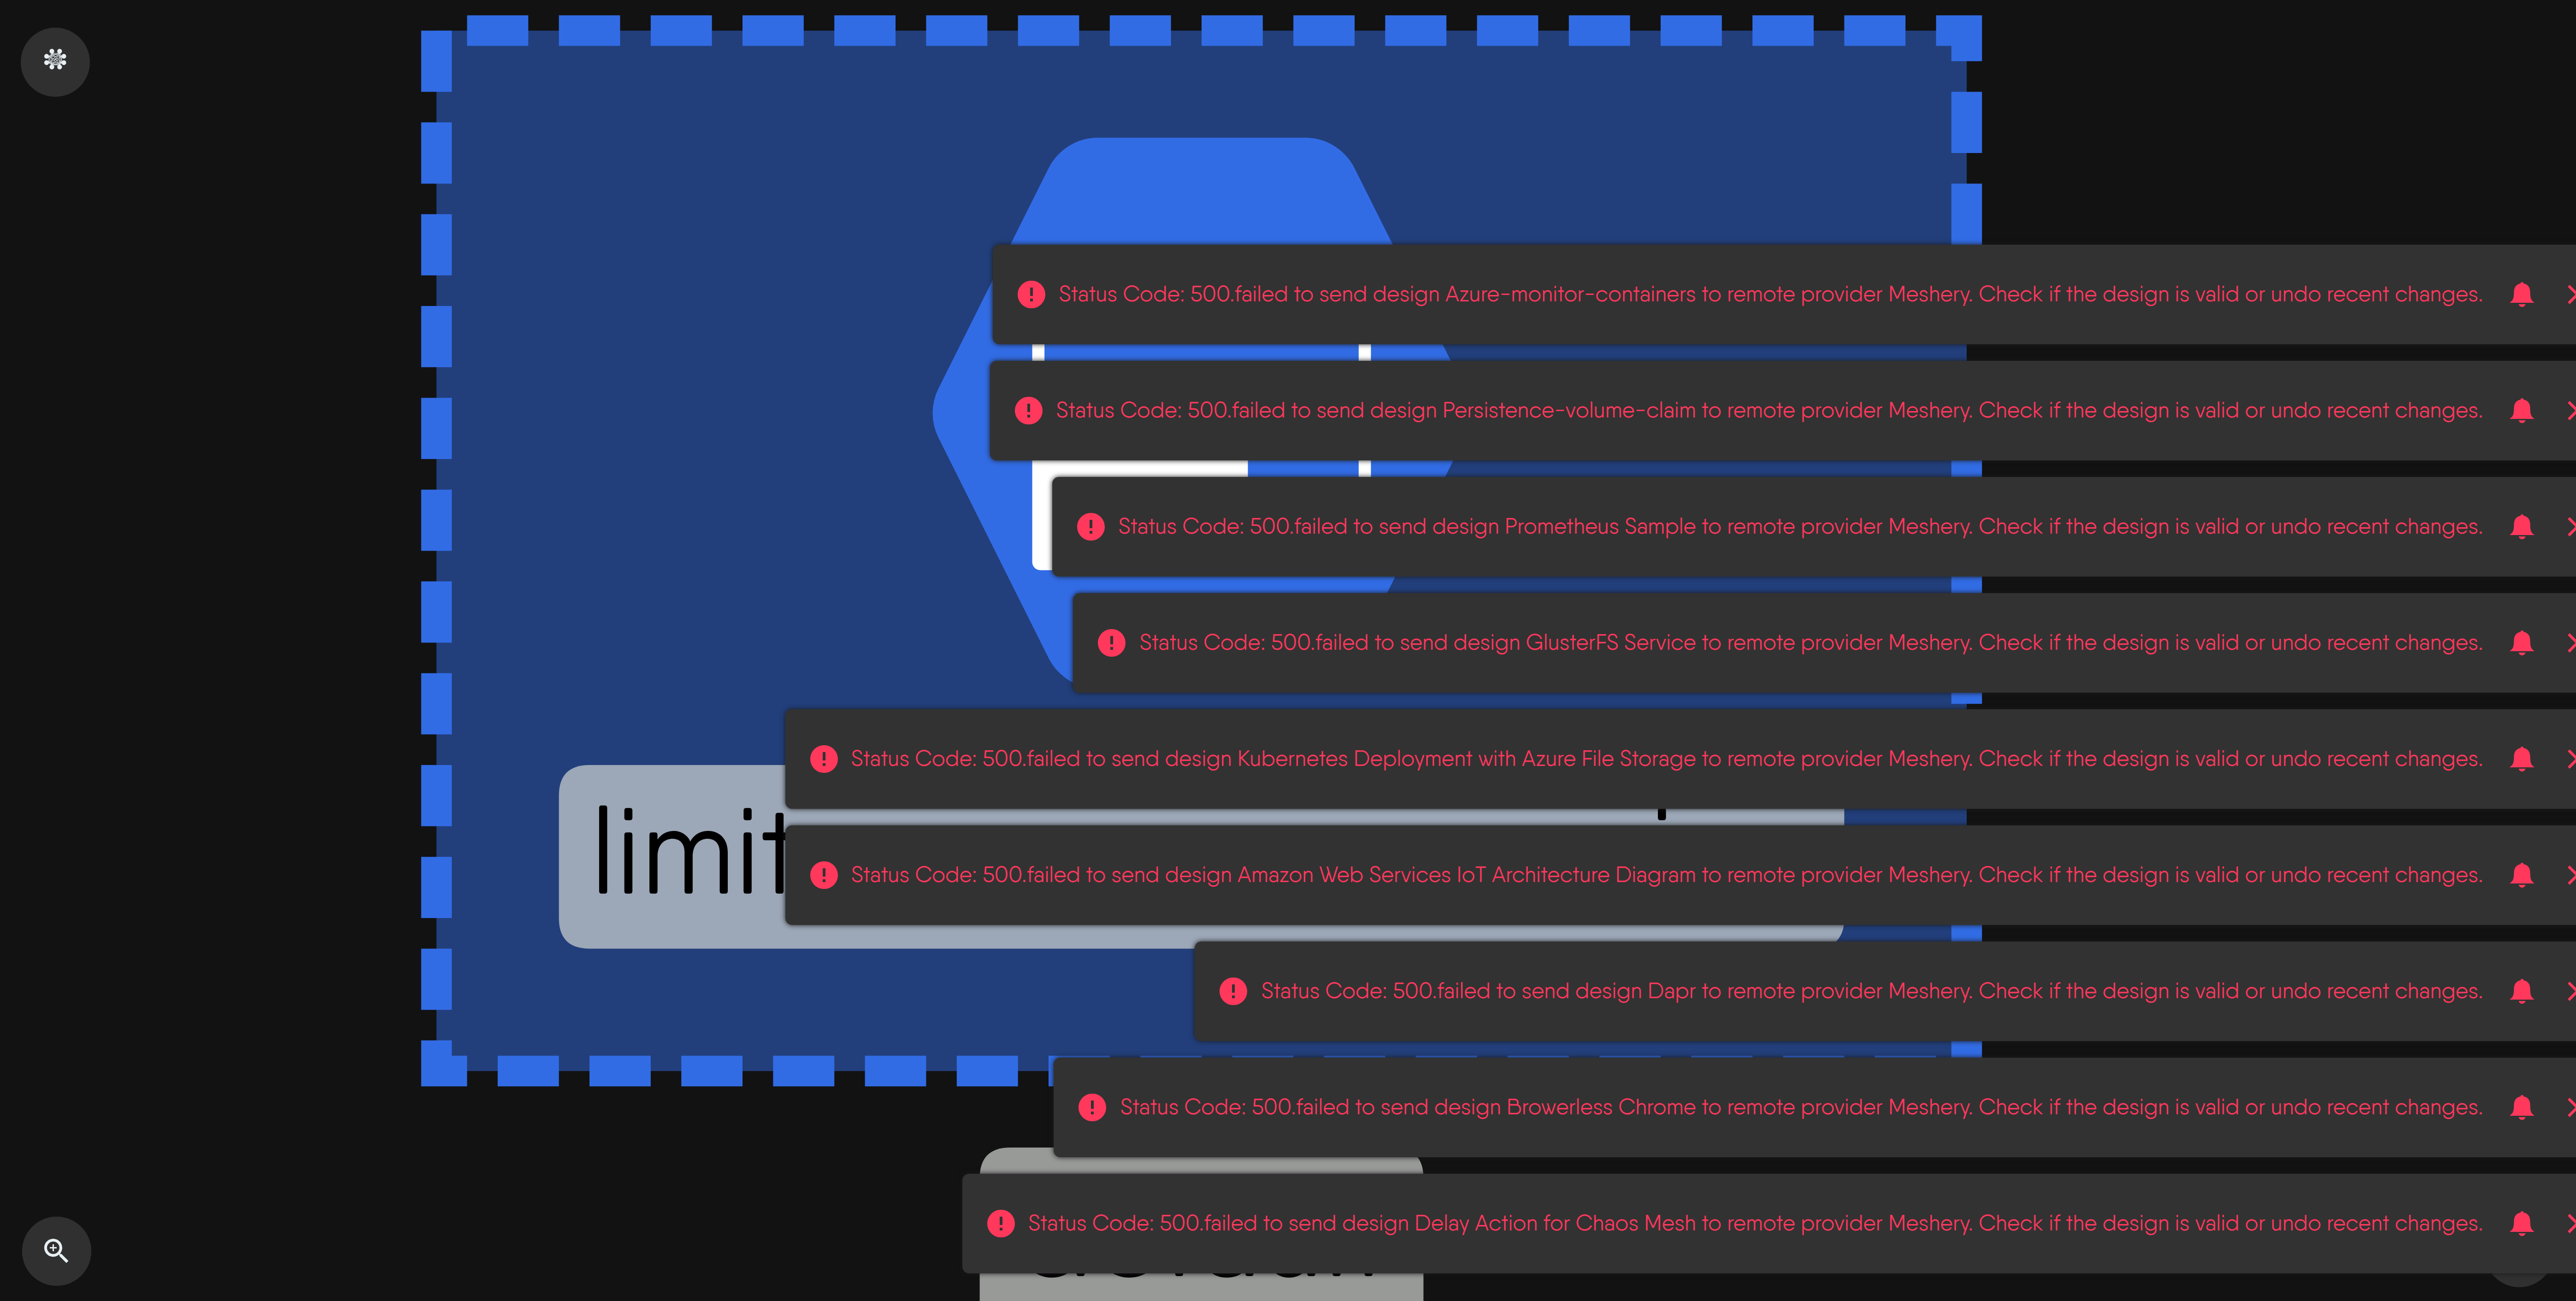 Status Code: 500.failed to send design Azure-monitor-containers to remote provider Meshery. Check if the design is valid or undo recent changes.
Status Code: 500.failed to send design Persistence-volume-claim to remote provider Meshery. Check if the design is valid or undo recent changes.
Status Code: 500.failed to send design Prometheus Sample to remote provider Meshery. Check if the design is valid or undo recent changes.
Status Code: 500.failed to send design GlusterFS Service to remote provider Meshery. Check if the design is valid or undo recent changes.
Status Code: 500.failed to send design Kubernetes Deployment with Azure File Storage to remote provider Meshery. Check if the design is valid or undo recent changes.
limit
Status Code: 500.failed to send design Amazon Web Services IoT Architecture Diagram to remote provider Meshery. Check if the design is valid or undo recent changes.
Status Code: 500.failed to send design Dapr to remote provider Meshery. Check if the design is valid or undo recent changes.
Status Code: 500.failed to send design Browerless Chrome to remote provider Meshery. Check if the design is valid or undo recent changes.
Status Code: 500.failed to send design Delay Action for Chaos Mesh to remote provider Meshery. Check if the design is valid or undo recent changes.